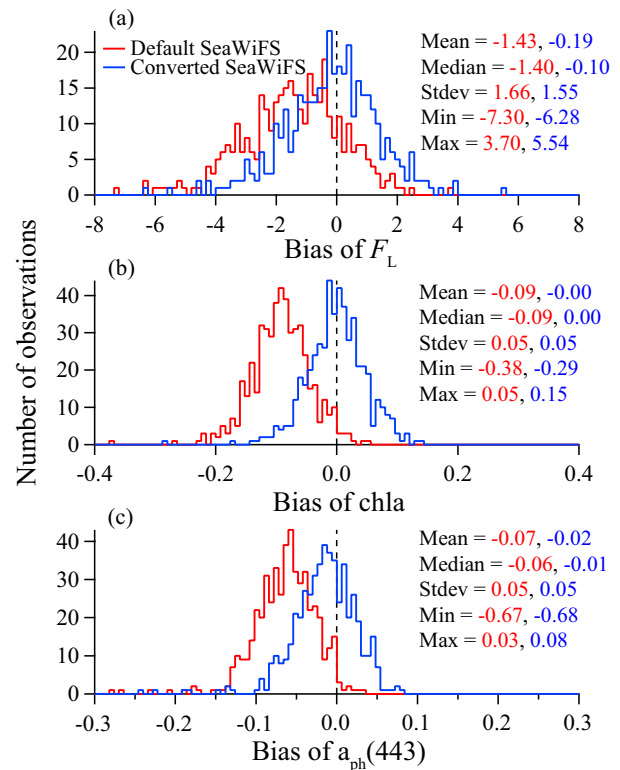 (a)
20
15
10
5
0
Default SeaWiFS
Converted SeaWiFS
Mean = -1.43, -0.19
Median = -1.40, -0.10
Stdev = 1.66, 1.55
Min = -7.30, -6.28
Max = 3.70, 5.54
-8 -6 -4 -2 0 2 4 6 8
Bias of F_L
Number of observations
(b)
40
30
20
10
0
Mean = -0.09, -0.00
Median = -0.09, 0.00
Stdev = 0.05, 0.05
Min = -0.38, -0.29
Max = 0.05, 0.15
-0.4 -0.2 0.0 0.2 0.4
Bias of chla
(c)
40
30
20
10
0
Mean = -0.07, -0.02
Median = -0.06, -0.01
Stdev = 0.05, 0.05
Min = -0.67, -0.68
Max = 0.03, 0.08
-0.3 -0.2 -0.1 0.0 0.1 0.2 0.3
Bias of a_ph(443)